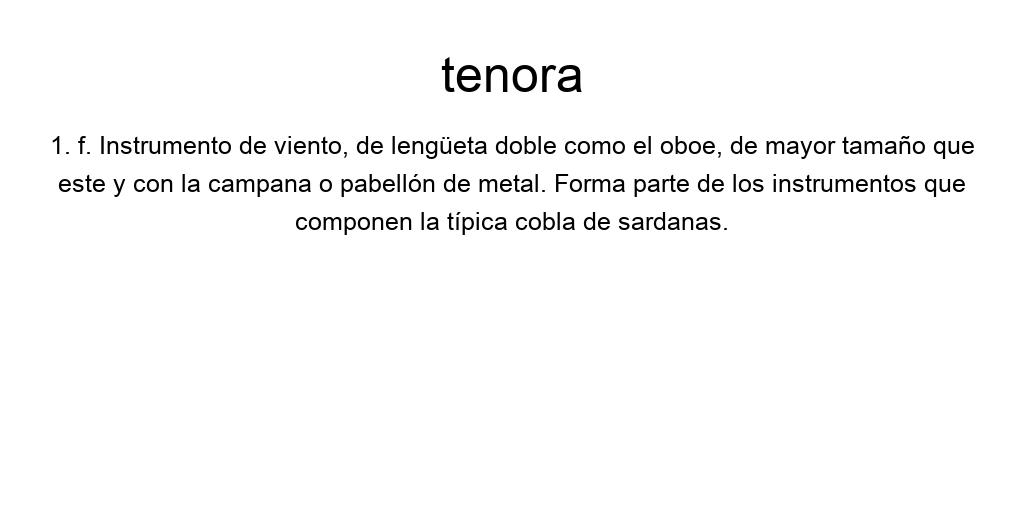 tenora
1. f. Instrumento de viento, de lengüeta doble como el oboe, de mayor tamaño que
este y con la campana o pabellón de metal. Forma parte de los instrumentos que
componen la típica cobla de sardanas.